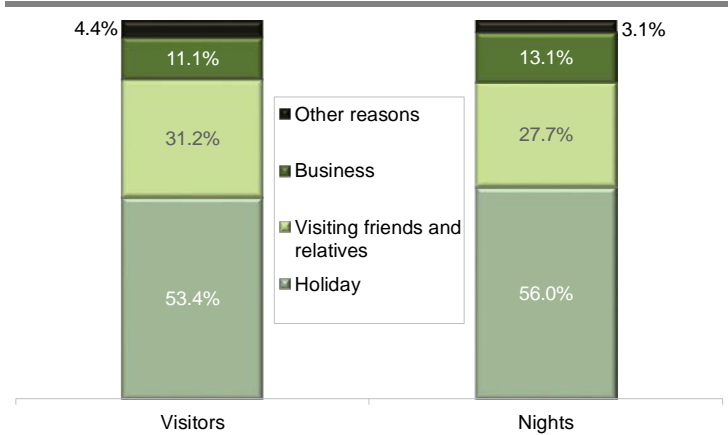 4.4%
3.1%
11.1%
13.1%
31.2%
27.7%
53.4%
56.0%
Other reasons
Business
Visiting friends and
relatives
Holiday
Visitors
Nights